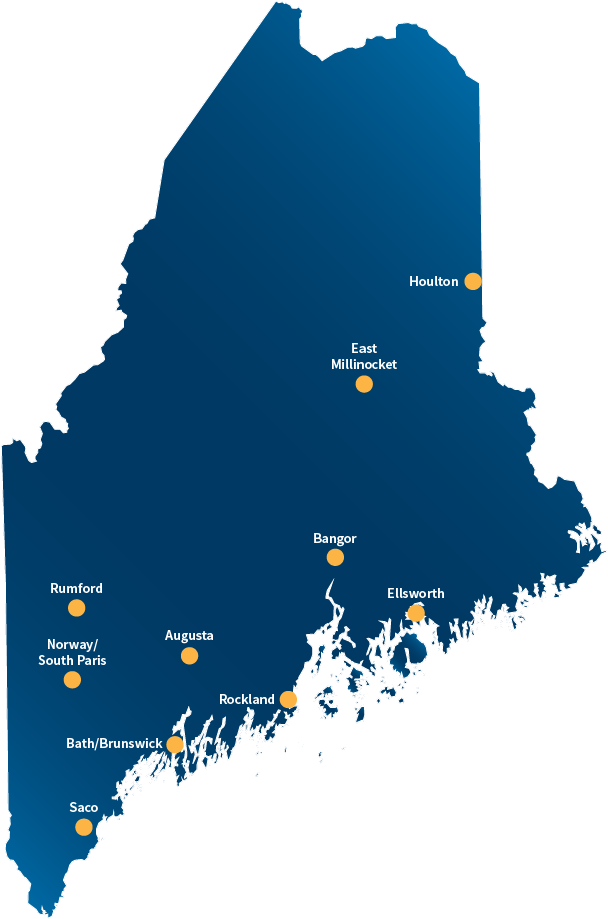 Houlton
East
Millinocket
Bangor
Rumford
Ellsworth
Augusta
Norway/
South Paris
Rockland
Bath/Brunswick
Saco